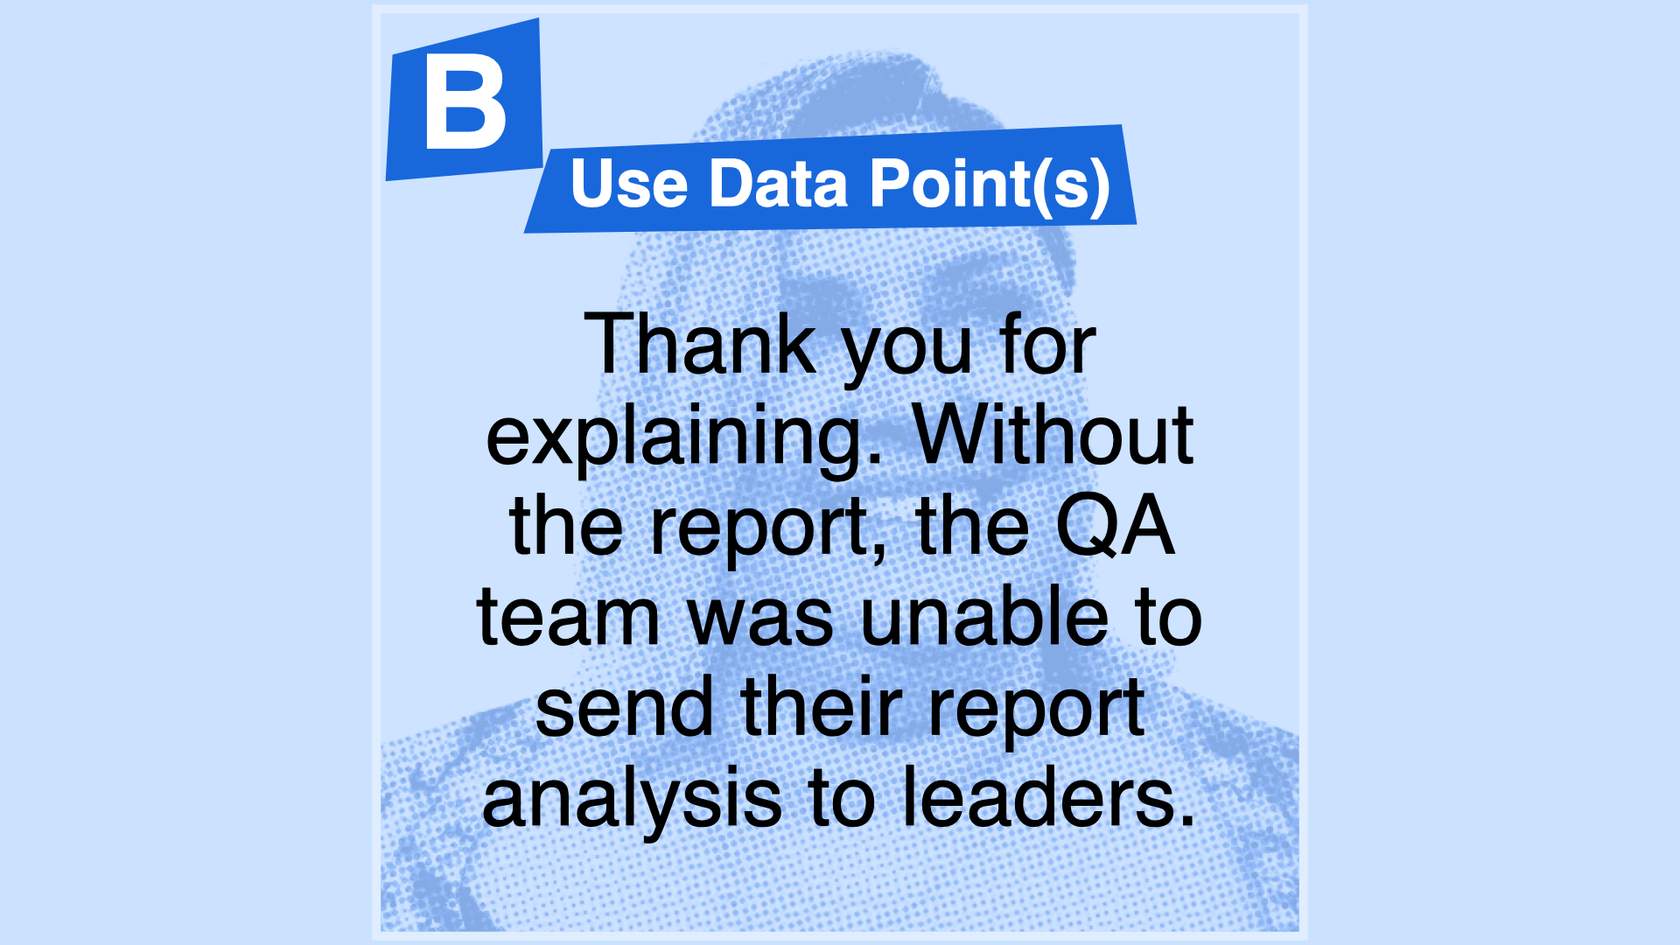 B
Use Data Point(s)
Thank you for
explaining. Without
the report, the QA
team was unable to
send their report
analysis to leaders.